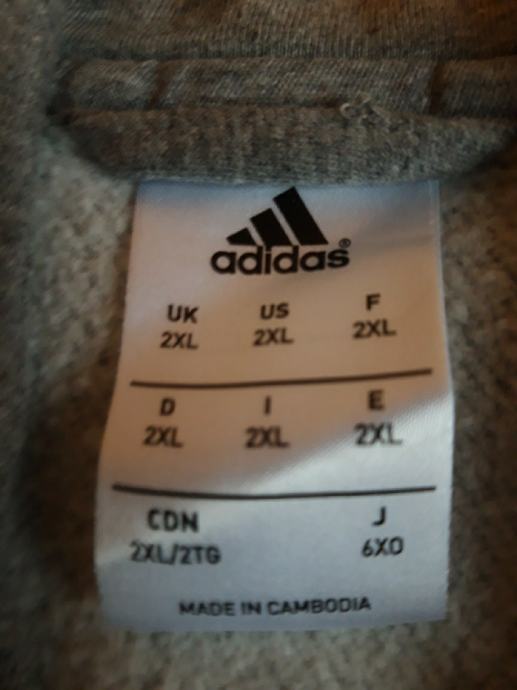 adidas®
UK US F
2XL 2XL 2XL
D I E
2XL 2XL 2XL
CDN J
2XL/2TG 6XO
MADE IN CAMBODIA